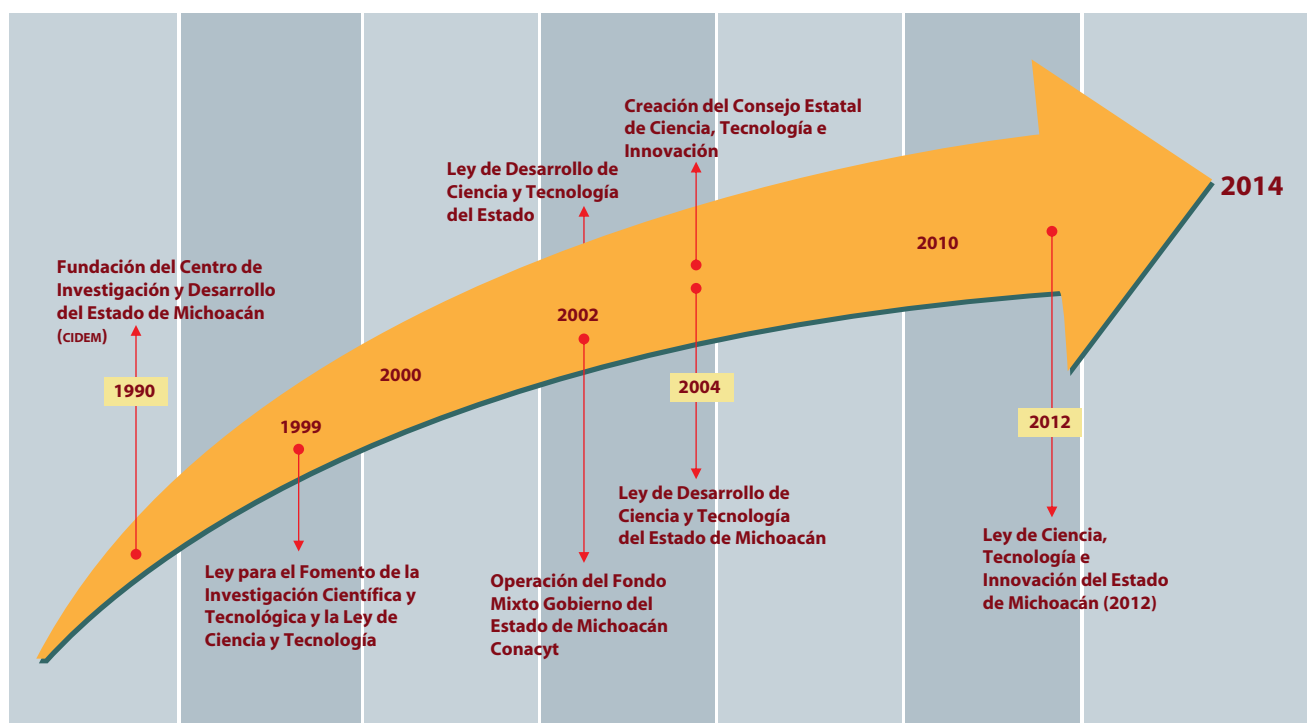 Fundación del Centro de
Investigación y Desarrollo
del Estado de Michoacán
(CIDEM)
1990
1999
Ley para el Fomento de la
Investigación Científica y
Tecnológica y la Ley de
Ciencia y Tecnología
2000
Ley de Desarrollo de
Ciencia y Tecnología
del Estado
2002
Operación del Fondo
Mixto Gobierno del
Estado de Michoacán
Conacyt
Creación del Consejo Estatal
de Ciencia, Tecnología e
Innovación
2004
Ley de Desarrollo de
Ciencia y Tecnología
del Estado de Michoacán
2010
2012
Ley de Ciencia,
Tecnología e
Innovación del Estado
de Michoacán (2012)
2014